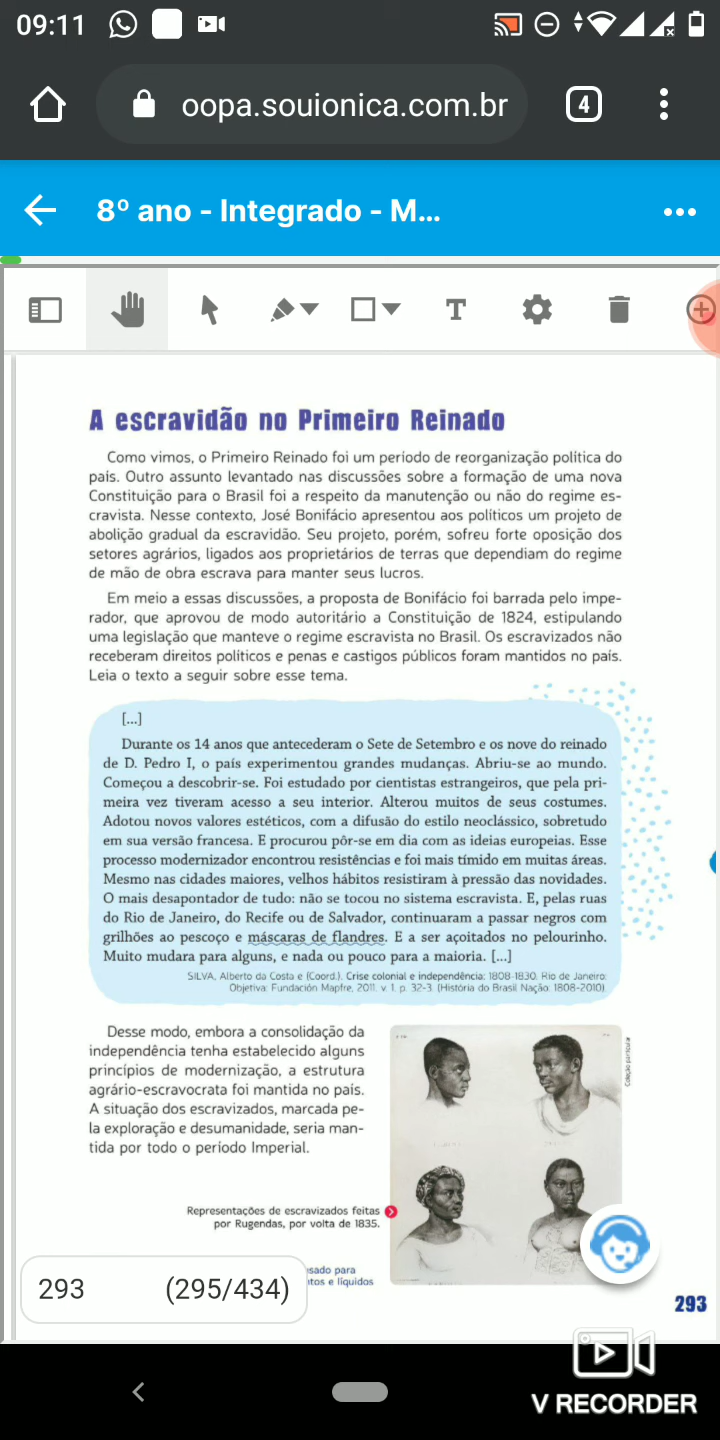 09:11
oopa.souionica.com.br
4
8º ano - Integrado - M...
T
A escravidão no Primeiro Reinado
Como vimos, o Primeiro Reinado foi um período de reorganização política do
país. Outro assunto levantado nas discussões sobre a formação de uma nova
Constituição para o Brasil foi a respeito da manutenção ou não do regime es-
cravista. Nesse contexto, José Bonifácio apresentou aos políticos um projeto de
abolição gradual da escravidão. Seu projeto, porém, sofreu forte oposição dos
setores agrários, ligados aos proprietários de terras que dependiam do regime
de mão de obra escrava para manter seus lucros.
Em meio a essas discussões, a proposta de Bonifácio foi barrada pelo impe-
rador, que aprovou de modo autoritário a Constituição de 1824, estipulando
uma legislação que manteve o regime escravista no Brasil. Os escravizados não
receberam direitos políticos e penas e castigos públicos foram mantidos no país.
Leia o texto a seguir sobre esse tema.
[...]
Durante os 14 anos que antecederam o Sete de Setembro e os nove do reinado
de D. Pedro I, o país experimentou grandes mudanças. Abriu-se ao mundo.
Começou a descobrir-se. Foi estudado por cientistas estrangeiros, que pela pri-
meira vez tiveram acesso a seu interior. Alterou muitos de seus costumes.
Adotou novos valores estéticos, com a difusão do estilo neoclássico, sobretudo
em sua versão francesa. E procurou pôr-se em dia com as ideias europeias. Esse
processo modernizador encontrou resistências e foi mais tímido em muitas áreas.
Mesmo nas cidades maiores, velhos hábitos resistiram à pressão das novidades.
O mais desapontador de tudo: não se tocou no sistema escravista. E, pelas ruas
do Rio de Janeiro, do Recife ou de Salvador, continuaram a passar negros com
grilhões ao pescoço e máscaras de flandres. E a ser açoitados no pelourinho.
Muito mudara para alguns, e nada ou pouco para a maioria. [...]
SILVA, Alberto da Costa e (Coord.). Crise colonial e independência: 1808-1830. Rio de Janeiro:
Objetiva: Fundación Mapfre, 2011. v. 1. p. 32-3. (História do Brasil Nação: 1808-2010).
Desse modo, embora a consolidação da
independência tenha estabelecido alguns
princípios de modernização, a estrutura
agrário-escravocrata foi mantida no país.
A situação dos escravizados, marcada pe-
la exploração e desumanidade, seria man-
tida por todo o período Imperial.
Coleção particular
Representações de escravizados feitas
por Rugendas, por volta de 1835.
sado para
tos e líquidos
293 (295/434)
293
V RECORDER